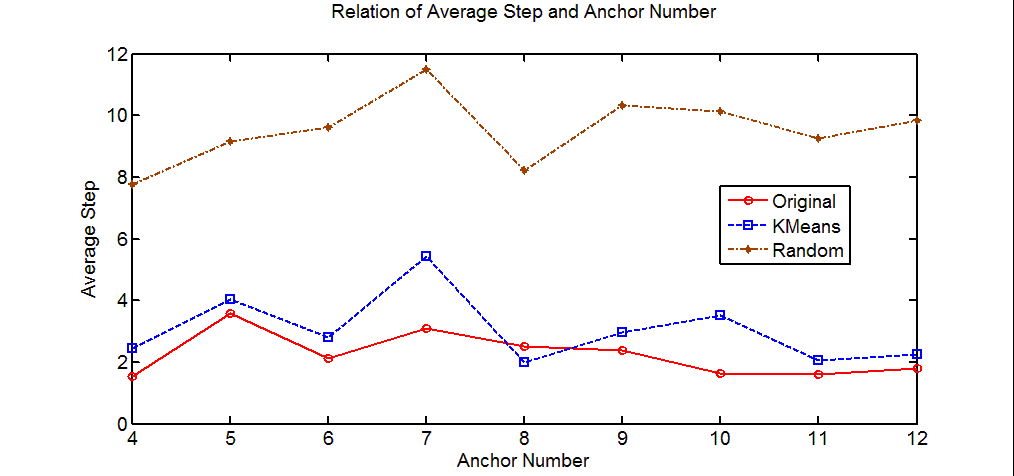 Relation of Average Step and Anchor Number
12
10
8
6
4
2
0
Average Step
Original
KMeans
Random
4 5 6 7 8 9 10 11 12
Anchor Number